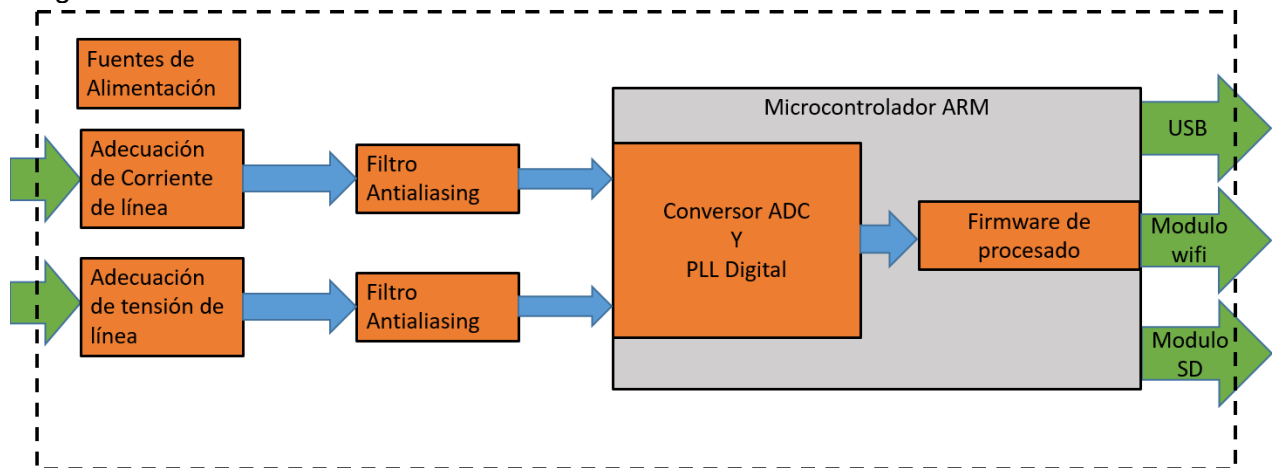 Fuentes de
Alimentación
Adecuación
de Corriente
de línea
Filtro
Antialiasing
Adecuación
de tensión de
línea
Filtro
Antialiasing
Microcontrolador ARM
Conversor ADC
Y
PLL Digital
Firmware de
procesado
USB
Modulo
wifi
Modulo
SD